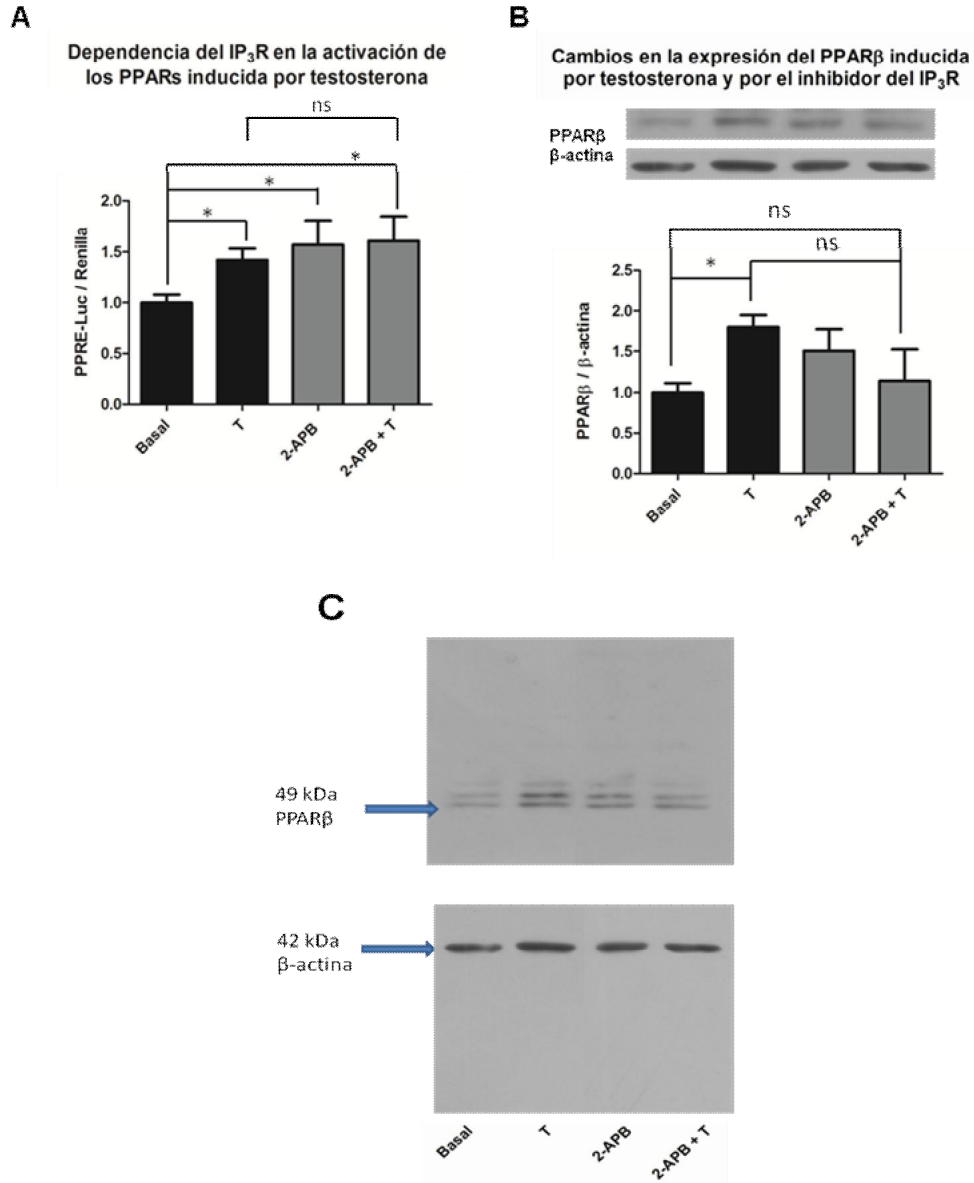 A
Dependencia del IP₃R en la activación de
los PPARs inducida por testosterona
ns
*
*
*
PPRE-Luc / Renilla
2.0
1.5
1.0
0.5
0.0
Basal
T
2-APB
2-APB + T
B
Cambios en la expresión del PPARβ inducida
por testosterona y por el inhibidor del IP₃R
PPARβ
β-actina
ns
ns
*
PPARβ / β-actina
2.5
2.0
1.5
1.0
0.5
0.0
Basal
T
2-APB
2-APB + T
C
49 kDa
PPARβ
42 kDa
β-actina
Basal
T
2-APB
2-APB + T